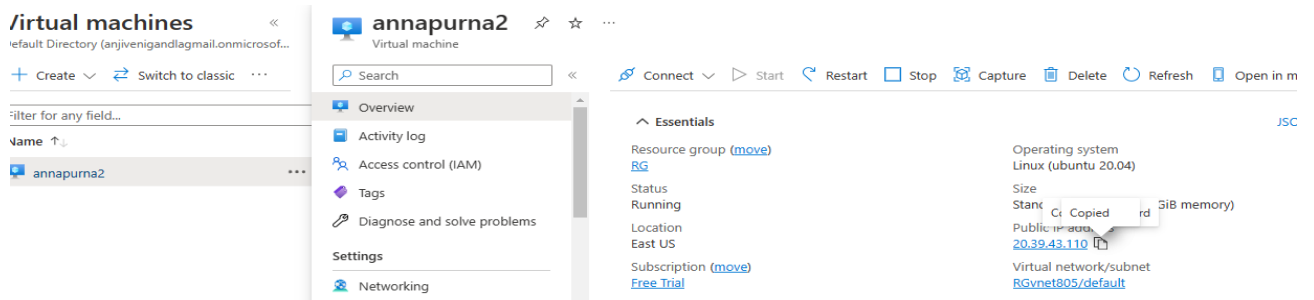 Virtual machines «
Default Directory (anjivenigandlagmail.onmicrosof...
+ Create Switch to classic ...
Filter for any field...
Name ↑↓
annapurna2 ...
annapurna2 ...
Virtual machine
Search «
Overview
Activity log
Access control (IAM)
Tags
Diagnose and solve problems
Settings
Networking
Connect Start Restart Stop Capture Delete Refresh Open in m
Essentials JSO
Resource group (move)
RG
Status
Running
Location
East US
Subscription (move)
Free Trial
Operating system
Linux (ubuntu 20.04)
Size
Copied GiB memory)
Public IP address
20.39.43.110
Virtual network/subnet
RGvnet805/default